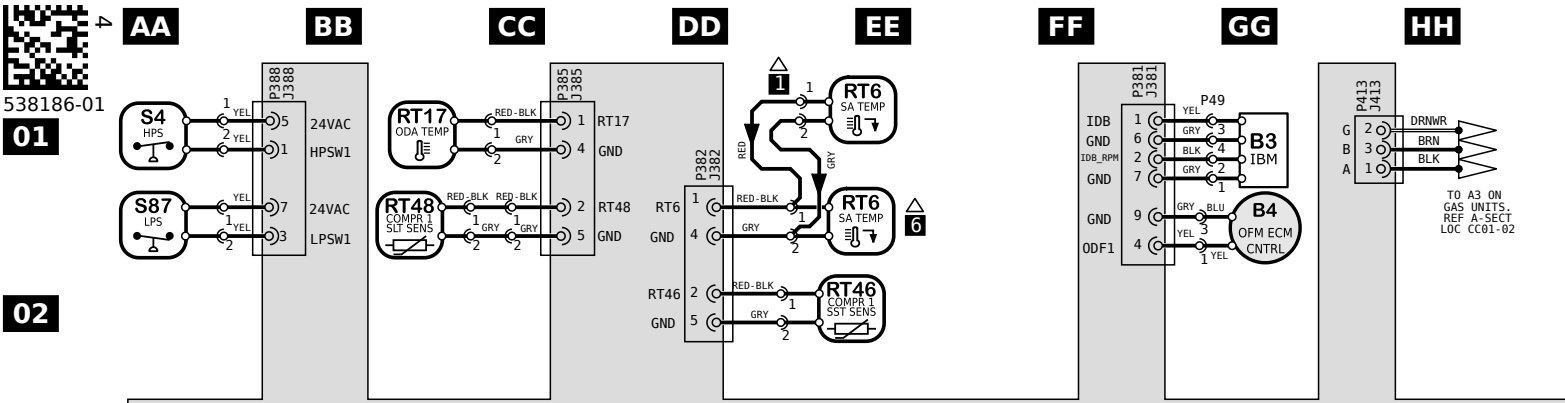 4
AA BB CC DD EE FF GG HH
538186-01
01
02
P388
J388
S4
HPS
1 YEL 5 24VAC
2 YEL 1 HPSW1
S87
LPS
YEL 7 24VAC
1
YEL 3 LPSW1
2
P385
J385
RT17
ODA TEMP
RED-BLK 1 RT17
1
GRY 4 GND
2
RT48
COMPR 1
SLT SENS
RED-BLK RED-BLK 2 RT48
1 1
GRY GRY 5 GND
2 2
P382
J382
RT6 1 RED-BLK 1
GND 4 GRY 2
RT46 2 RED-BLK 1
GND 5 GRY 2
1
RED
GRY
1
2
RT6
SA TEMP
RT6
SA TEMP
6
RT46
COMPR 1
SST SENS
P381
J381
P49
IDB 1 YEL 3
GND 6 GRY 4
IDB_RPM 2 BLK 2
GND 7 GRY 1
B3
IBM
GND 9 GRY BLU
3
ODF1 4 YEL
1 YEL
B4
OFM ECM
CNTRL
P413
J413
G 2 DRNWR
B 3 BRN
A 1 BLK
TO A3 ON
GAS UNITS.
REF A-SECT
LOC CC01-02